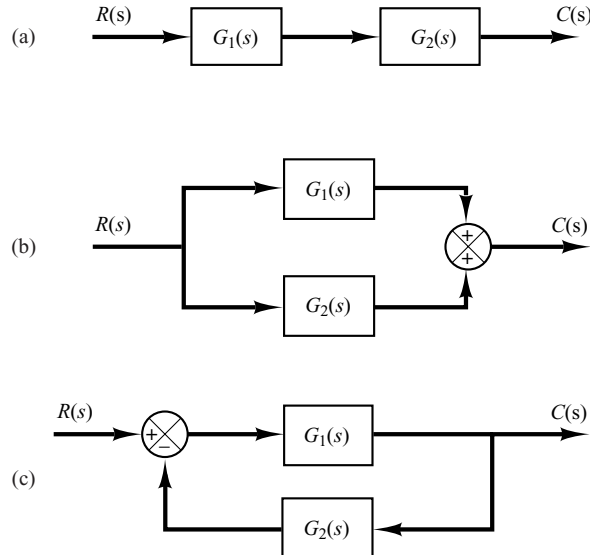 R(s) C(s)
(a) G₁(s) G₂(s)
G₁(s)
R(s) + C(s)
(b) +
G₂(s)
R(s) C(s)
+ G₁(s)
−
(c)
G₂(s)